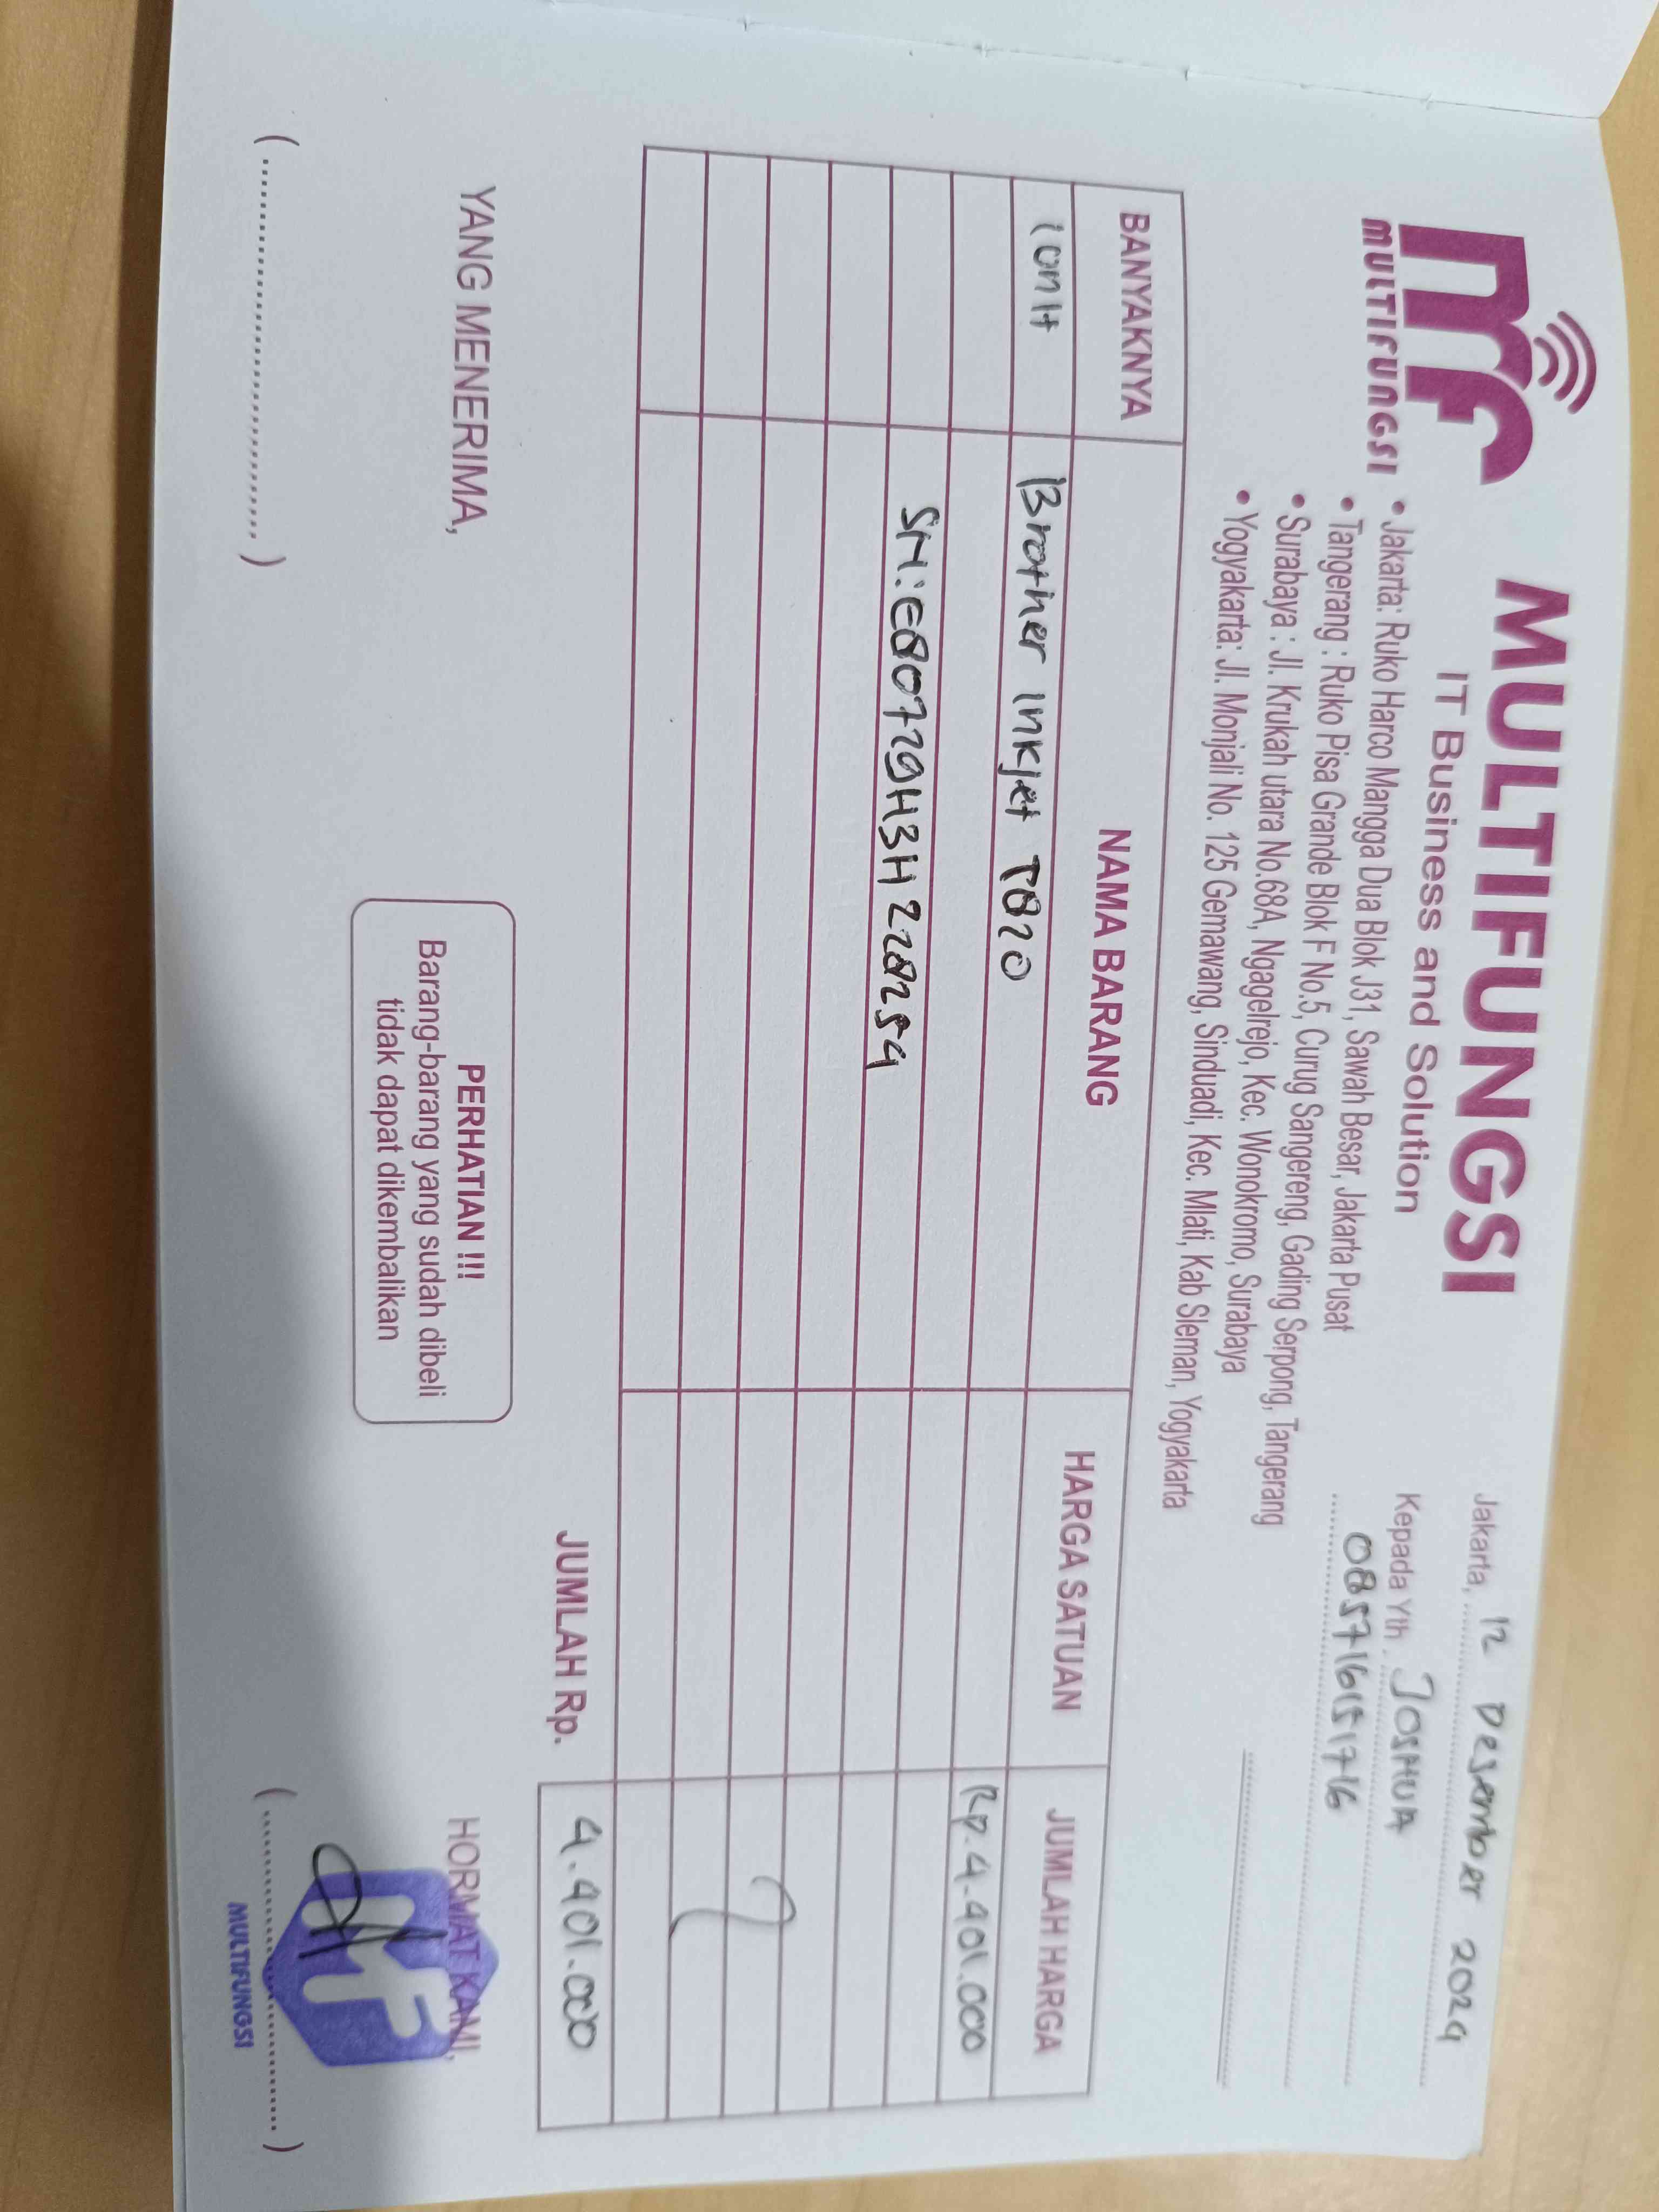 MULTIFUNGSI
MULTIFUNGSI
IT Business and Solution
• Jakarta: Ruko Harco Mangga Dua Blok J31, Sawah Besar, Jakarta Pusat
• Tangerang : Ruko Pisa Grande Blok F No.5, Curug Sangereng, Gading Serpong, Tangerang
• Surabaya : Jl. Krukah utara No.68A, Ngagelrejo, Kec. Wonokromo, Surabaya
• Yogyakarta: Jl. Monjali No. 125 Gemawang, Sinduadi, Kec. Mlati, Kab Sleman, Yogyakarta
Jakarta, 12 Desember 2024
Kepada Yth. JOSHUA
085716151716
BANYAKNYA NAMA BARANG HARGA SATUAN JUMLAH HARGA
1 Unit Brother Inkjet T820 Rp. 4.401.000
SN: E80729H3H228254
JUMLAH Rp. 4.401.000
YANG MENERIMA,
PERHATIAN !!!
Barang-barang yang sudah dibeli
tidak dapat dikembalikan
HORMAT KAMI,
MULTIFUNGSI